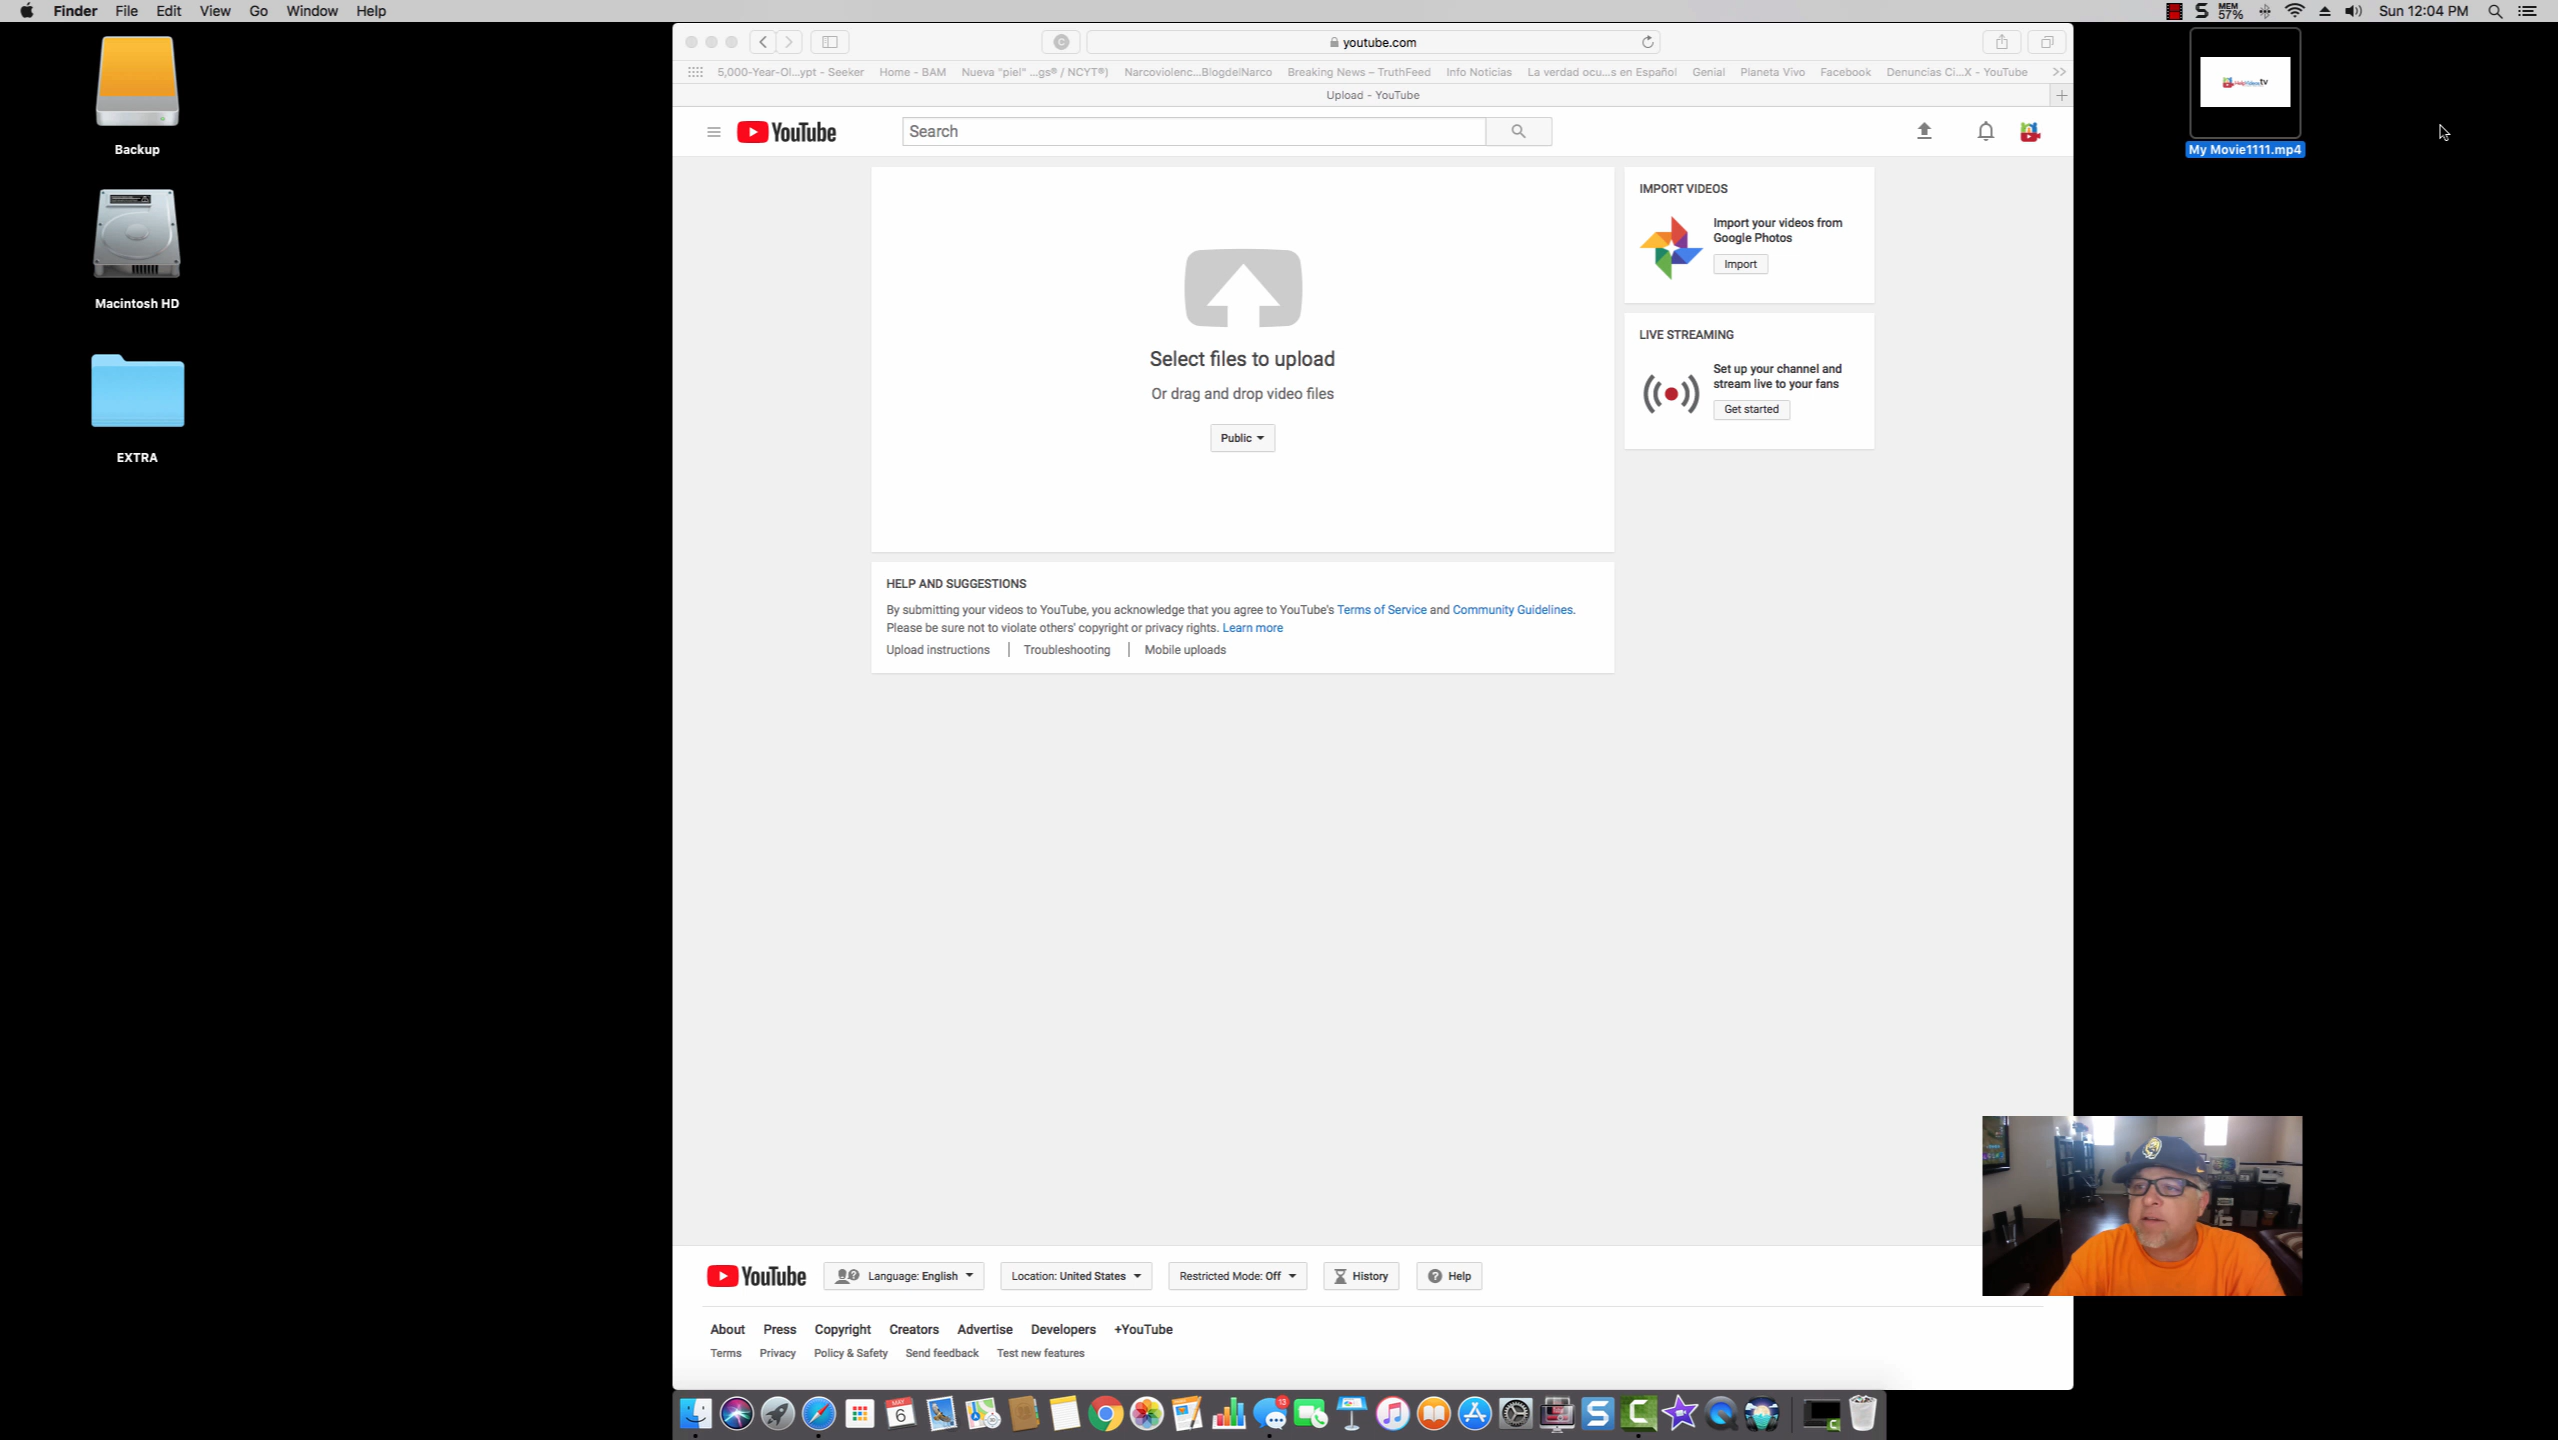 Finder File Edit View Go Window Help
MEM 57% Sun 12:04 PM
Backup
Macintosh HD
EXTRA
youtube.com
5,000-Year-Ol...ypt - Seeker Home - BAM Nueva "piel" ...gs® / NCYT®) Narcoviolenc...BlogdelNarco Breaking News – TruthFeed Info Noticias La verdad ocu...s en Español Genial Planeta Vivo Facebook Denuncias Ci...X - YouTube >>
Upload - YouTube
YouTube
Search
Select files to upload
Or drag and drop video files
Public
IMPORT VIDEOS
Import your videos from
Google Photos
Import
LIVE STREAMING
Set up your channel and
stream live to your fans
Get started
HELP AND SUGGESTIONS
By submitting your videos to YouTube, you acknowledge that you agree to YouTube's Terms of Service and Community Guidelines.
Please be sure not to violate others' copyright or privacy rights. Learn more
Upload instructions | Troubleshooting | Mobile uploads
My Movie1111.mp4
YouTube Language: English Location: United States Restricted Mode: Off History Help
About Press Copyright Creators Advertise Developers +YouTube
Terms Privacy Policy & Safety Send feedback Test new features
MAY
6
13